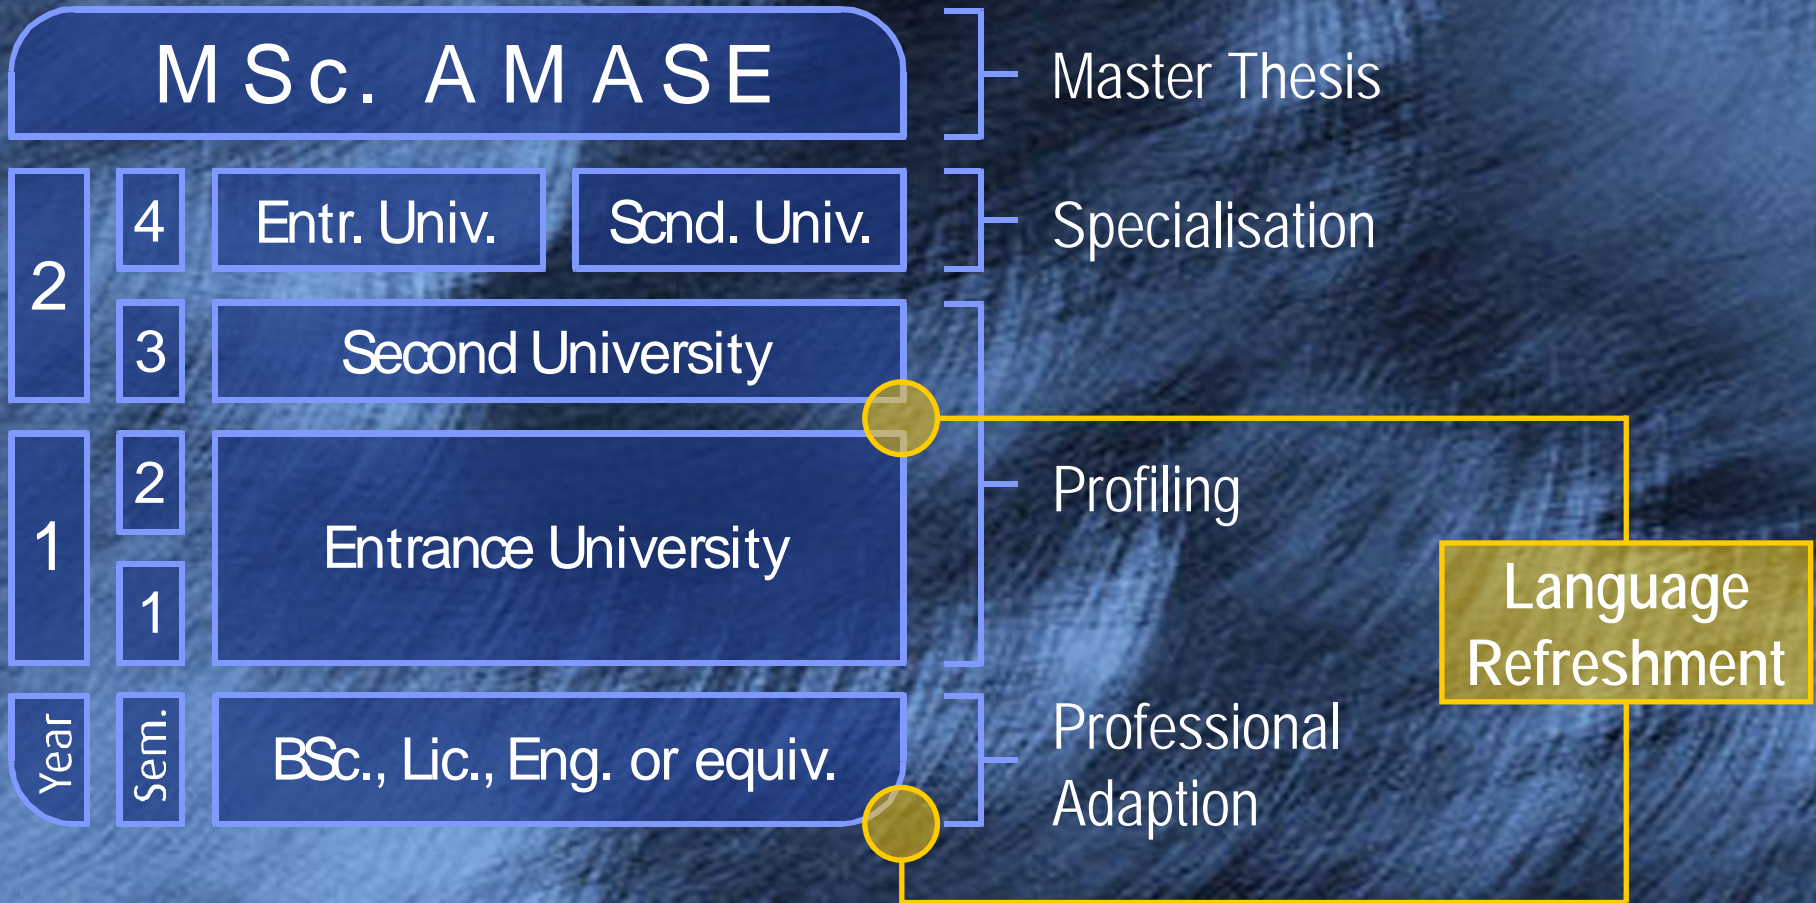 MSc. AMASE
Master Thesis
2
4
Entr. Univ.
Scnd. Univ.
Specialisation
3
Second University
1
2
Entrance University
Profiling
1
Language
Refreshment
Year
Sem.
BSc., Lic., Eng. or equiv.
Professional
Adaption